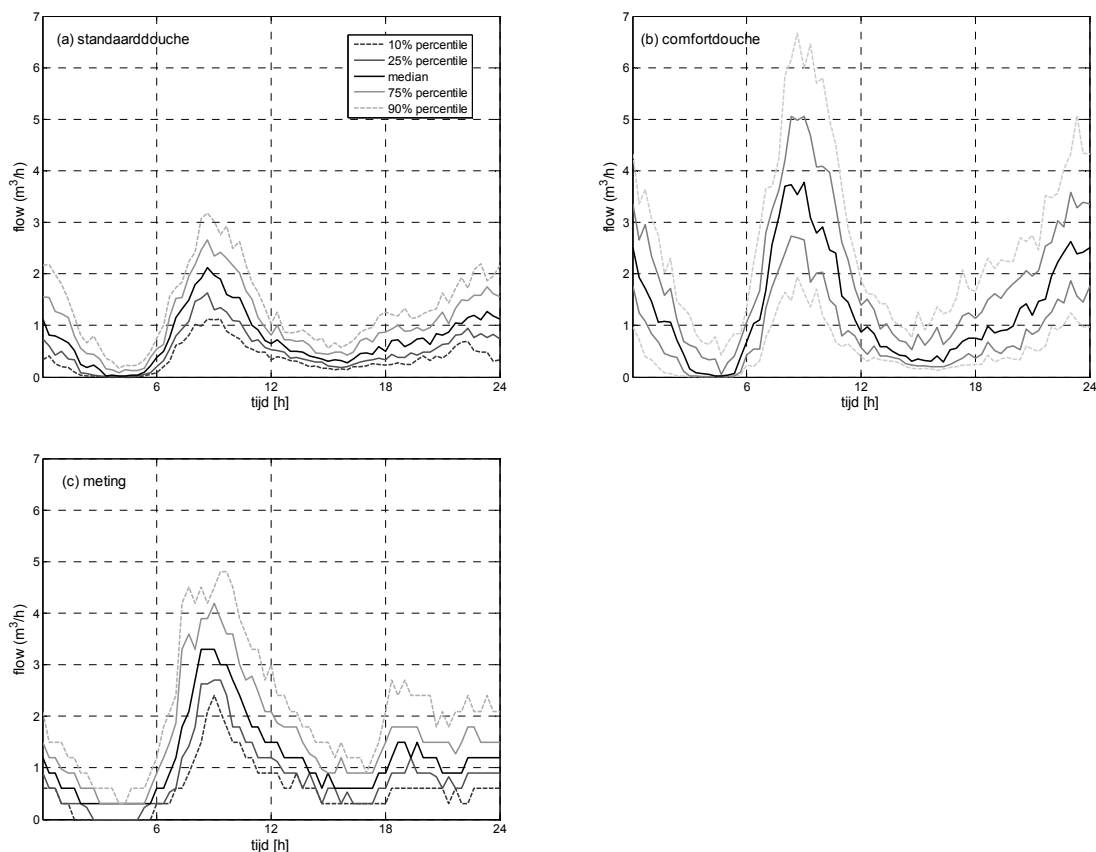 (a) standaarddouche
10% percentile
25% percentile
median
75% percentile
90% percentile
flow (m³/h)
7
6
5
4
3
2
1
0
6
12
18
24
tijd [h]
(b) comfortdouche
flow (m³/h)
7
6
5
4
3
2
1
0
6
12
18
24
tijd [h]
(c) meting
flow (m³/h)
7
6
5
4
3
2
1
0
6
12
18
24
tijd [h]